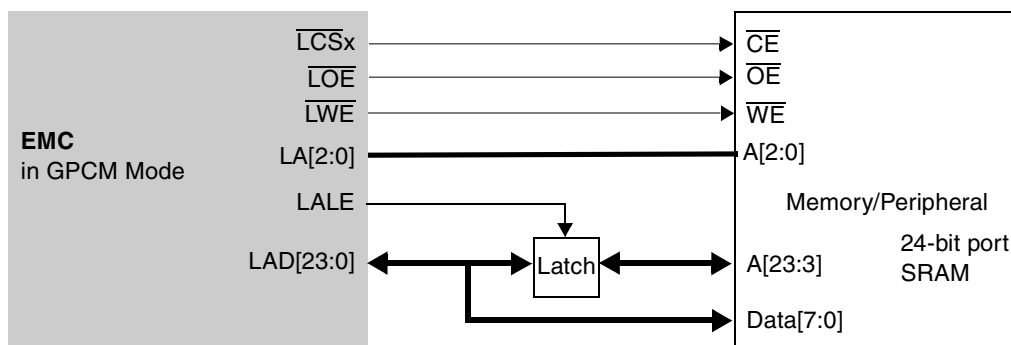 LCSx
CE
LOE
OE
LWE
WE
EMC
in GPCM Mode
LA[2:0]
A[2:0]
LALE
Memory/Peripheral
24-bit port
SRAM
LAD[23:0]
Latch
A[23:3]
Data[7:0]